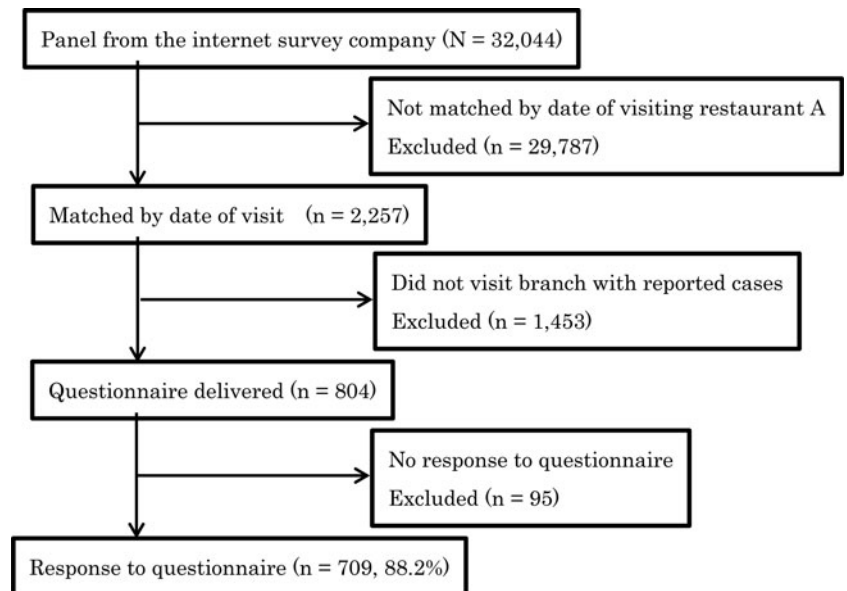 Panel from the internet survey company (N = 32,044)
Not matched by date of visiting restaurant A
Excluded (n = 29,787)
Matched by date of visit (n = 2,257)
Did not visit branch with reported cases
Excluded (n = 1,453)
Questionnaire delivered (n = 804)
No response to questionnaire
Excluded (n = 95)
Response to questionnaire (n = 709, 88.2%)